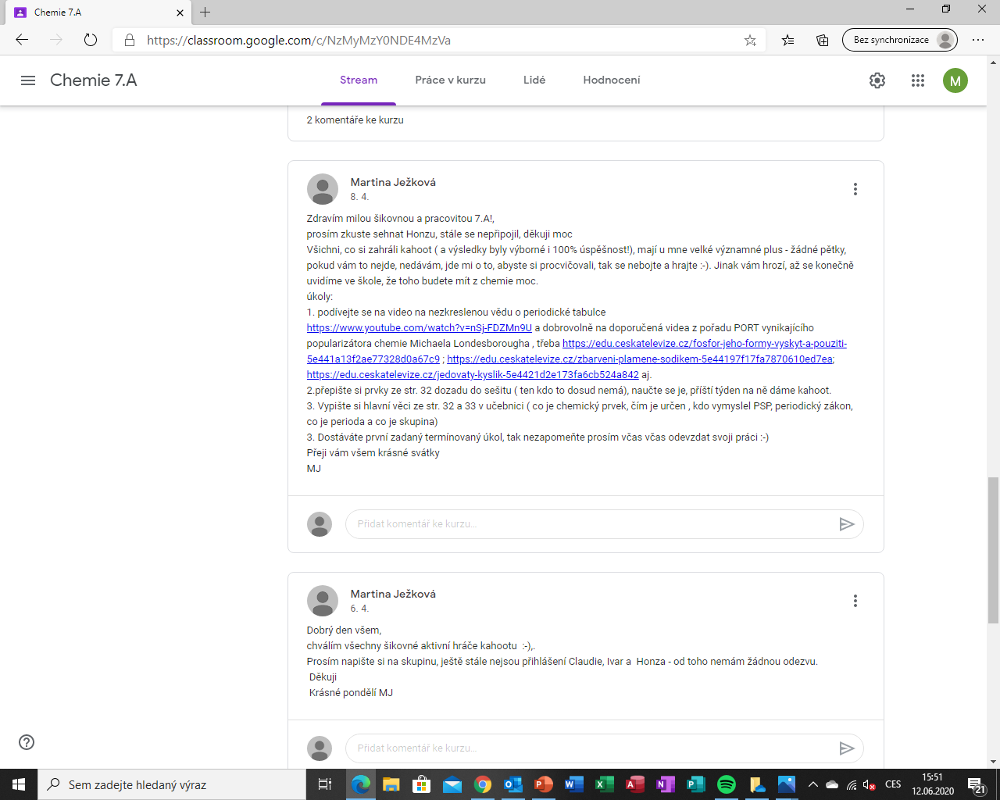 Chemie 7.A
https://classroom.google.com/c/NzMyMzY0NDE4MzVa
Bez synchronizace
Chemie 7.A
Stream
Práce v kurzu
Lidé
Hodnocení
M
2 komentáře ke kurzu
Martina Ježková
8. 4.
Zdravím milou šikovnou a pracovitou 7.A!,
prosím zkuste sehnat Honzu, stále se nepřipojil, děkuji moc
Všichni, co si zahráli kahoot ( a výsledky byly výborné i 100% úspěšnost!), mají u mne velké významné plus - žádné pětky,
pokud vám to nejde, nedávám, jde mi o to, abyste si procvičovali, tak se nebojte a hrajte :-). Jinak vám hrozí, až se konečně
uvidíme ve škole, že toho budete mít z chemie moc.
úkoly:
1. podívejte se na video na nezkreslenou vědu o periodické tabulce
https://www.youtube.com/watch?v=nSj-FDZMn9U a dobrovolně na doporučená videa z pořadu PORT vynikajícího
popularizátora chemie Michaela Londesborougha , třeba https://edu.ceskatelevize.cz/fosfor-jeho-formy-vyskyt-a-pouziti-
5e441a13f2ae77328d0a67c9 ; https://edu.ceskatelevize.cz/zbarveni-plamene-sodikem-5e44197f17fa7870610ed7ea;
https://edu.ceskatelevize.cz/jedovaty-kyslik-5e4421d2e173fa6cb524a842 aj.
2.přepište si prvky ze str. 32 dozadu do sešitu ( ten kdo to dosud nemá), naučte se je, příští týden na ně dáme kahoot.
3. Vypište si hlavní věci ze str. 32 a 33 v učebnici ( co je chemický prvek, čím je určen , kdo vymyslel PSP, periodický zákon,
co je perioda a co je skupina)
3. Dostáváte první zadaný termínovaný úkol, tak nezapomeňte prosím včas včas odevzdat svoji práci :-)
Přeji vám všem krásné svátky
MJ
Přidat komentář ke kurzu...
Martina Ježková
6. 4.
Dobrý den všem,
chválím všechny šikovné aktivní hráče kahootu :-),.
Prosím napište si na skupinu, ještě stále nejsou přihlášení Claudie, Ivar a Honza - od toho nemám žádnou odezvu.
Děkuji
Krásné pondělí MJ
Přidat komentář ke kurzu...
Sem zadejte hledaný výraz
CES
15:51
12.06.2020
21